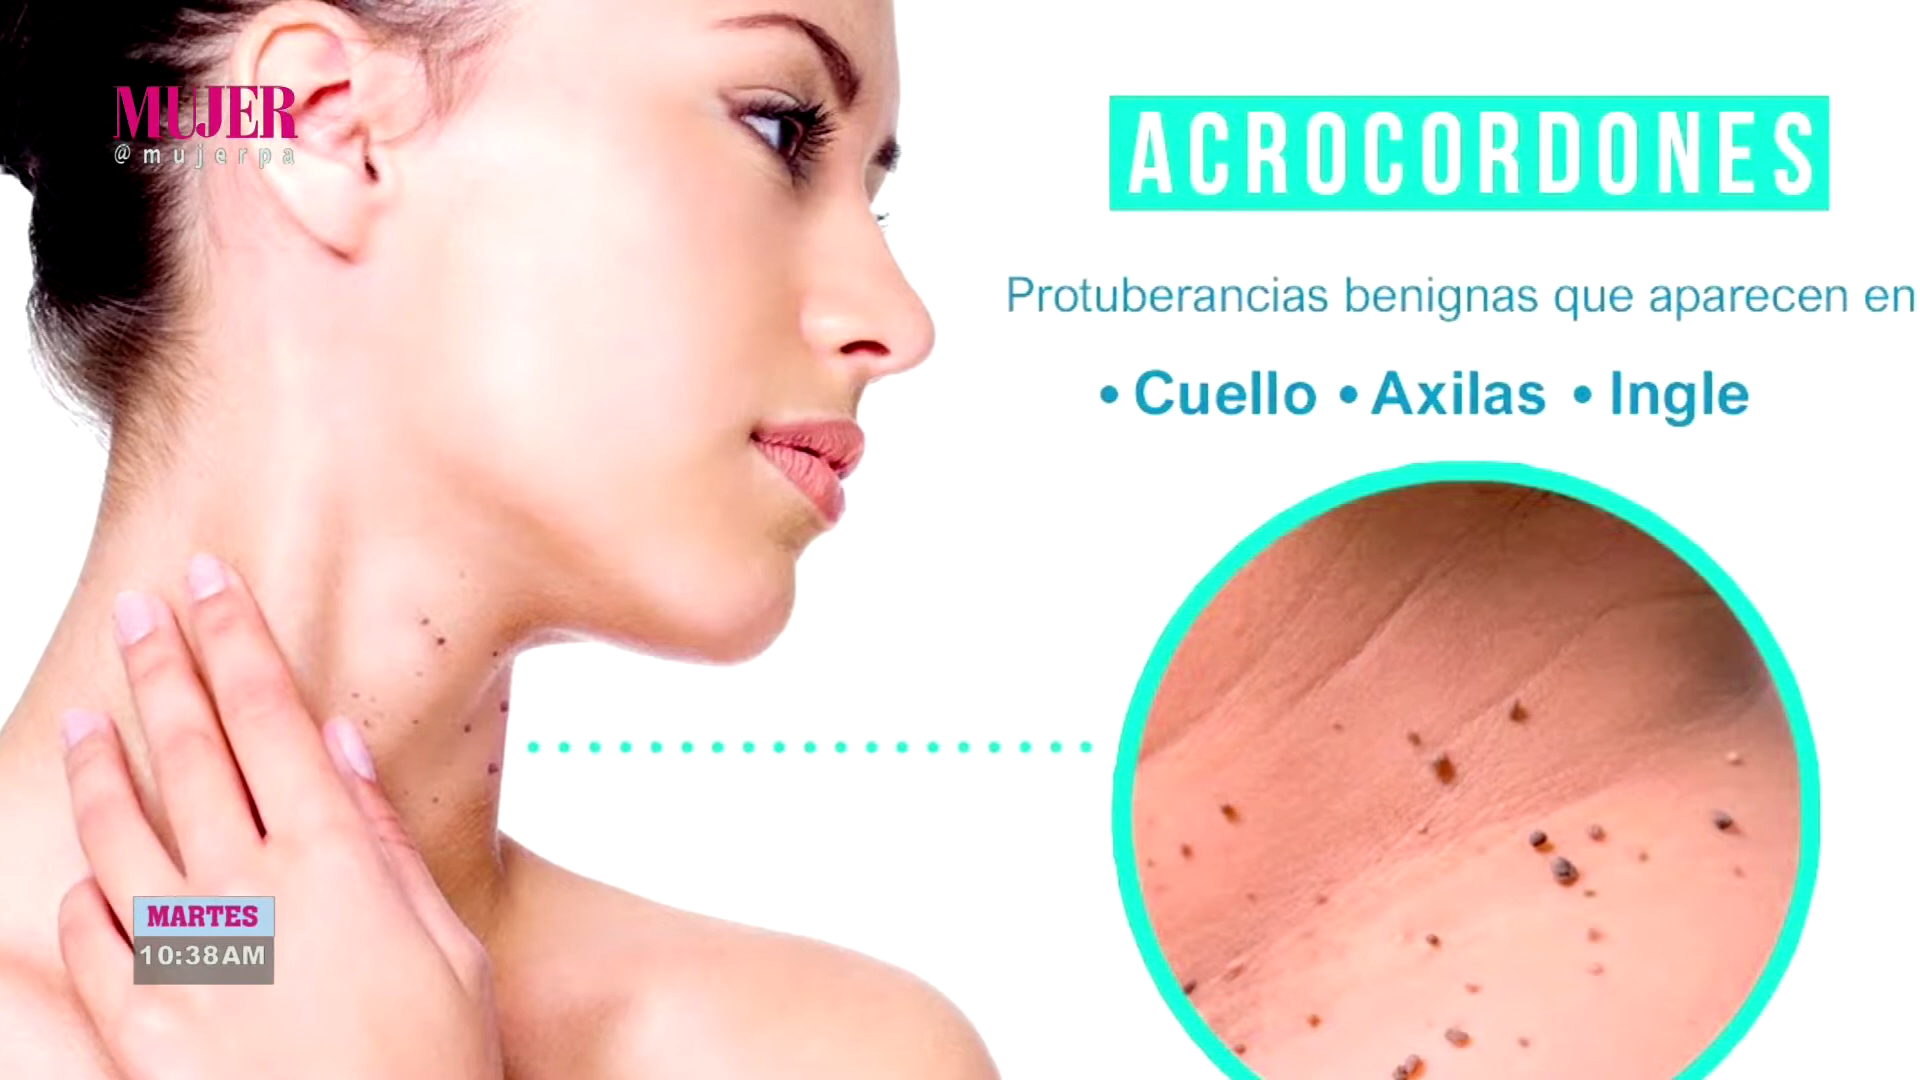 MUJER
@mujerpa
ACROCORDONES
Protuberancias benignas que aparecen en
• Cuello • Axilas • Ingle
MARTES
10:38AM